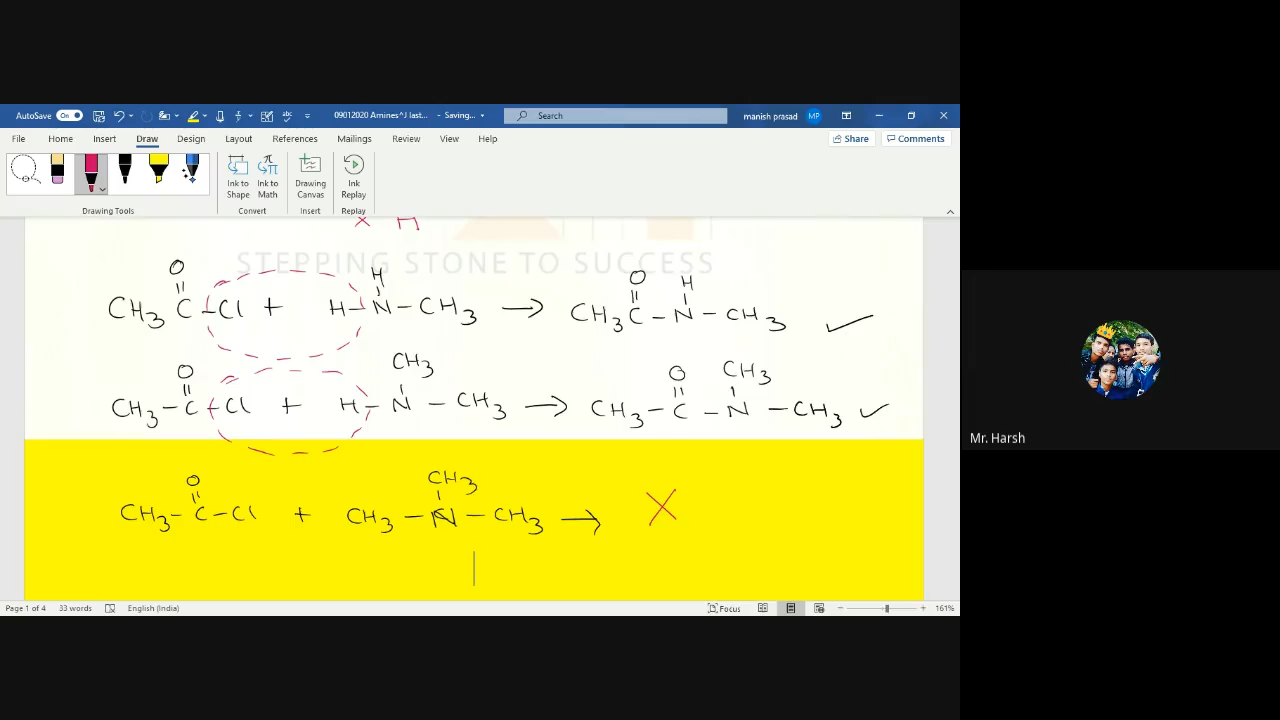 AutoSave On 09012020 Amines^J last... - Saving... Search manish prasad MP
File Home Insert Draw Design Layout References Mailings Review View Help Share Comments
Ink to Shape Ink to Math Drawing Canvas Ink Replay
Convert Insert Replay
Drawing Tools
x H
STEPPING STONE TO SUCCESS
O H O H
CH3 C - Cl + H - N - CH3 → CH3 C - N - CH3 ✓
O CH3 O CH3
CH3 - C - Cl + H - N - CH3 → CH3 - C - N - CH3 ✓
O CH3
CH3 - C - Cl + CH3 - N - CH3 → X
Page 1 of 4 33 words English (India) Focus 161%
Mr. Harsh